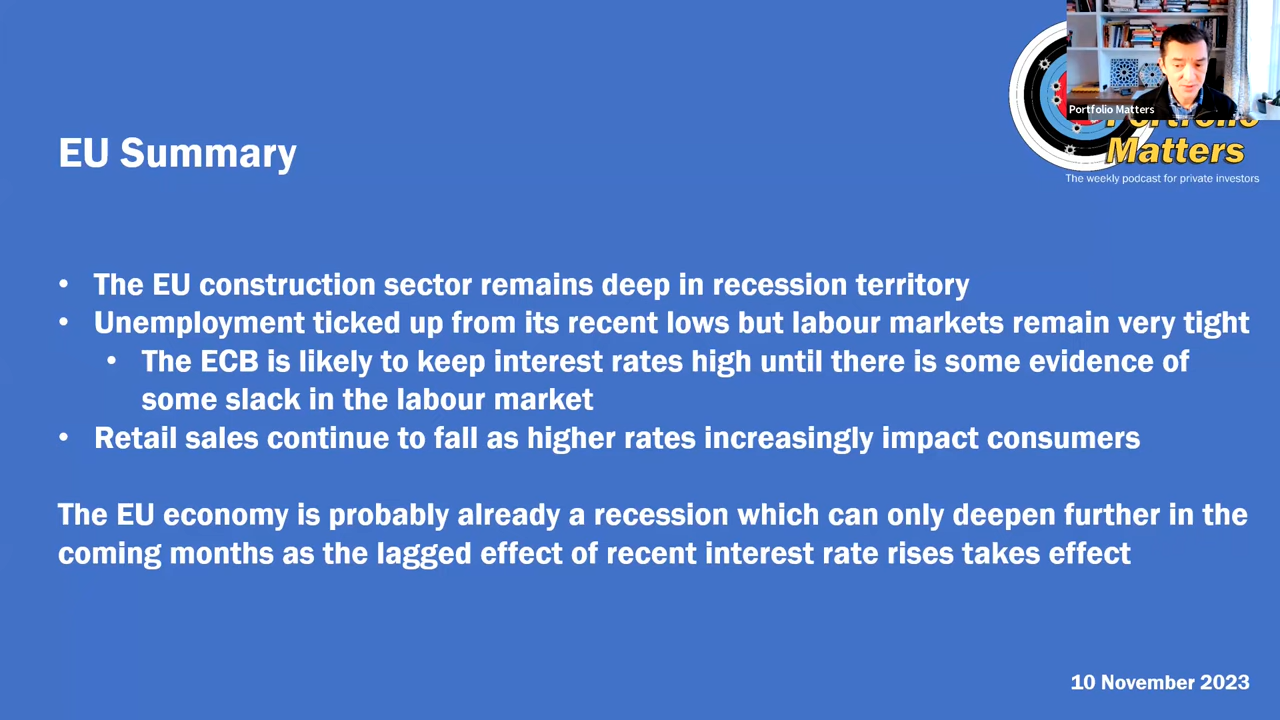 Portfolio Matters
Portfolio
Matters
The weekly podcast for private investors
EU Summary
• The EU construction sector remains deep in recession territory
• Unemployment ticked up from its recent lows but labour markets remain very tight
• The ECB is likely to keep interest rates high until there is some evidence of
some slack in the labour market
• Retail sales continue to fall as higher rates increasingly impact consumers
The EU economy is probably already a recession which can only deepen further in the
coming months as the lagged effect of recent interest rate rises takes effect
10 November 2023